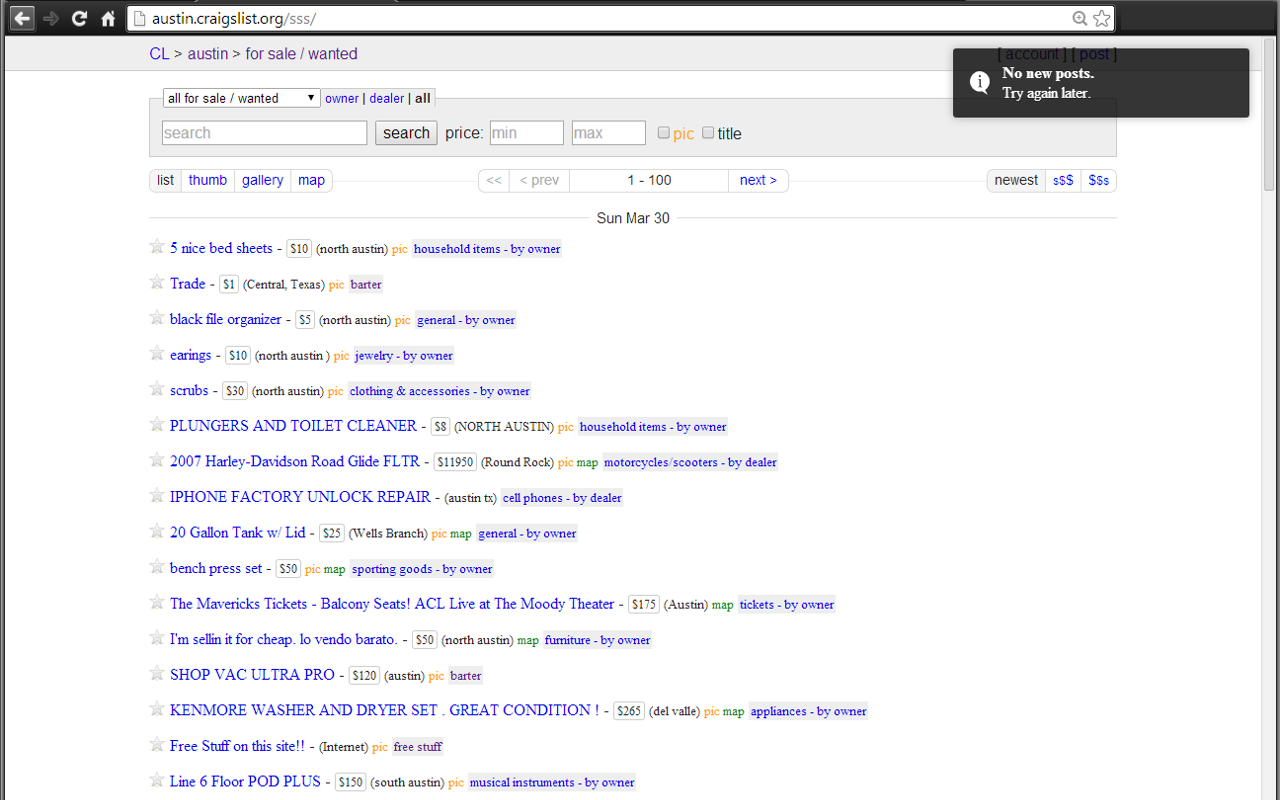 austin.craigslist.org/sss/
CL > austin > for sale / wanted
[ account ] [ post ]
No new posts.
Try again later.
all for sale / wanted ▼ owner | dealer | all
search search price: min max pic title
list thumb gallery map << < prev 1 - 100 next > newest s$$ $$s
Sun Mar 30
5 nice bed sheets - $10 (north austin) pic household items - by owner
Trade - $1 (Central, Texas) pic barter
black file organizer - $5 (north austin) pic general - by owner
earings - $10 (north austin ) pic jewelry - by owner
scrubs - $30 (north austin) pic clothing & accessories - by owner
PLUNGERS AND TOILET CLEANER - $8 (NORTH AUSTIN) pic household items - by owner
2007 Harley-Davidson Road Glide FLTR - $11950 (Round Rock) pic map motorcycles/scooters - by dealer
IPHONE FACTORY UNLOCK REPAIR - (austin tx) cell phones - by dealer
20 Gallon Tank w/ Lid - $25 (Wells Branch) pic map general - by owner
bench press set - $50 pic map sporting goods - by owner
The Mavericks Tickets - Balcony Seats! ACL Live at The Moody Theater - $175 (Austin) map tickets - by owner
I'm sellin it for cheap. lo vendo barato. - $50 (north austin) map furniture - by owner
SHOP VAC ULTRA PRO - $120 (austin) pic barter
KENMORE WASHER AND DRYER SET . GREAT CONDITION ! - $265 (del valle) pic map appliances - by owner
Free Stuff on this site!! - (Internet) pic free stuff
Line 6 Floor POD PLUS - $150 (south austin) pic musical instruments - by owner